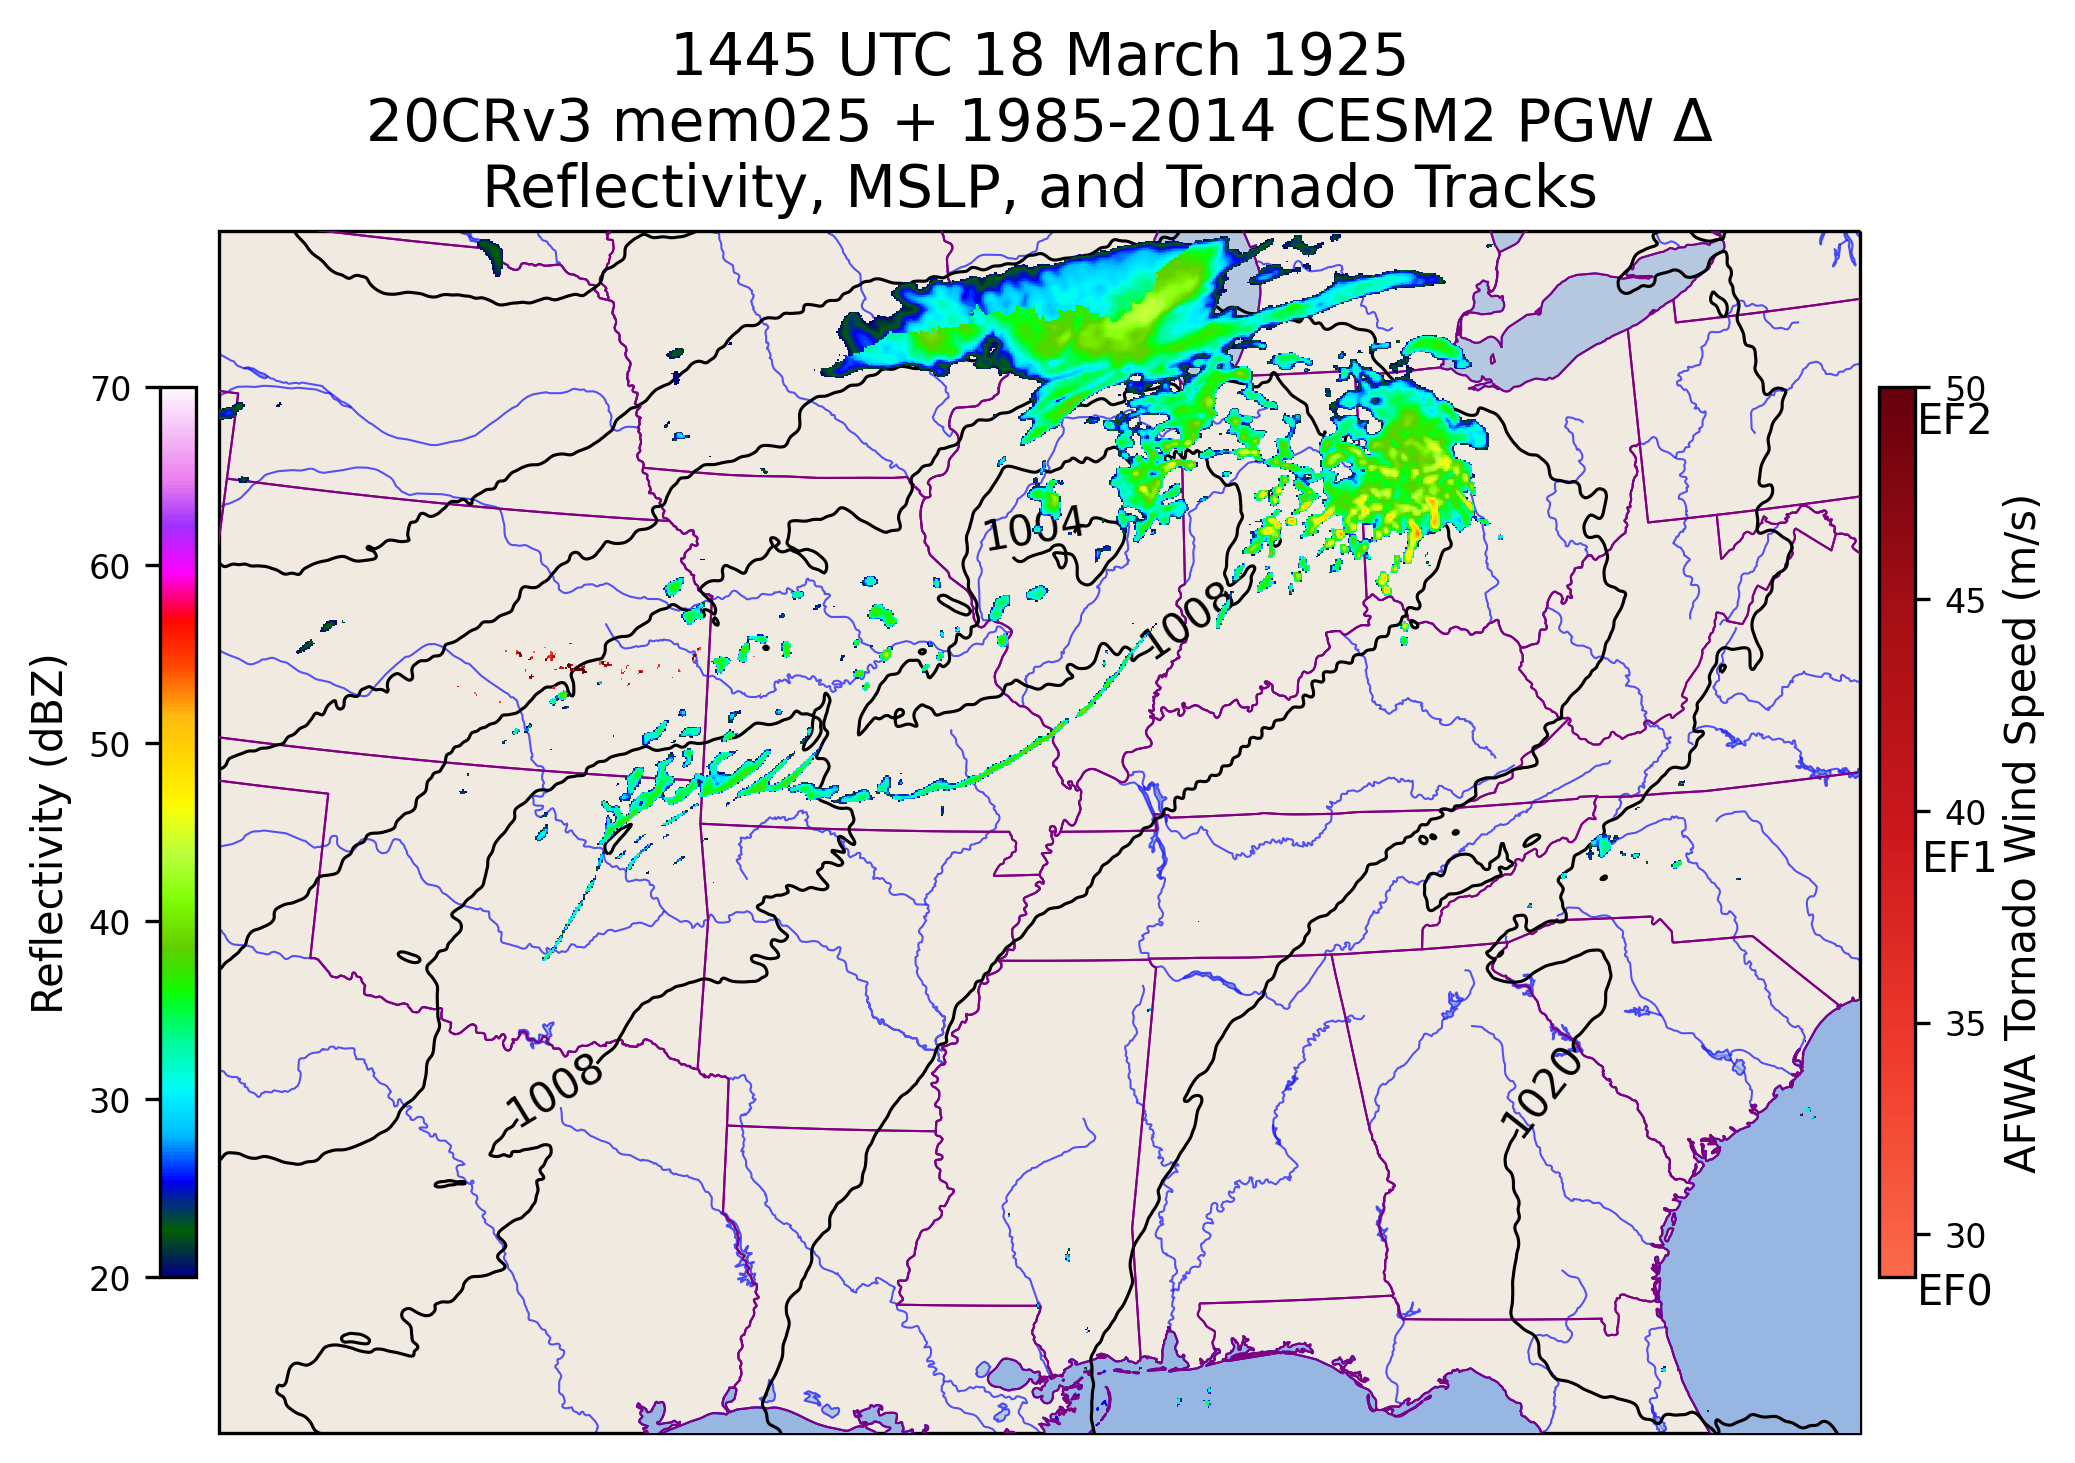 1445 UTC 18 March 1925
20CRv3 mem025 + 1985-2014 CESM2 PGW Δ
Reflectivity, MSLP, and Tornado Tracks
70
60
50
40
30
20
Reflectivity (dBZ)
1004
1008
1008
1020
50
EF2
45
40
EF1
35
30
EF0
AFWA Tornado Wind Speed (m/s)